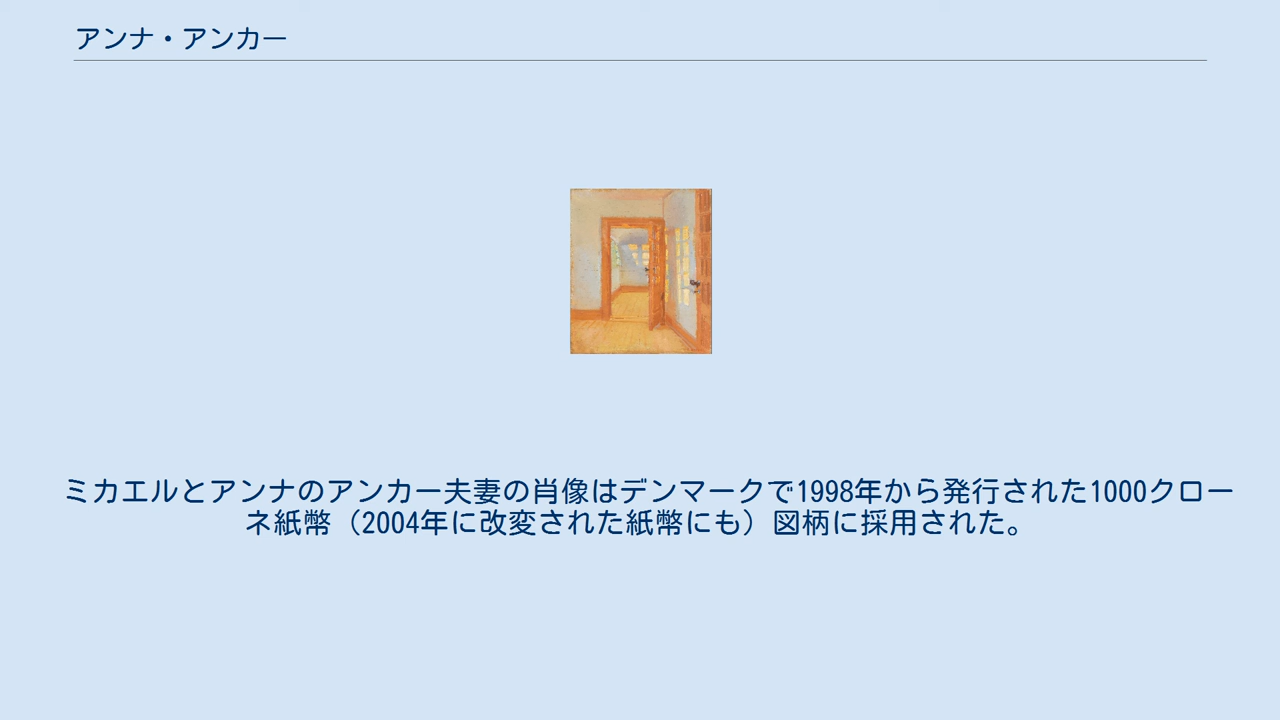 アンナ・アンカー
ミカエルとアンナのアンカー夫妻の肖像はデンマークで1998年から発行された1000クロー
ネ紙幣（2004年に改変された紙幣にも）図柄に採用された。